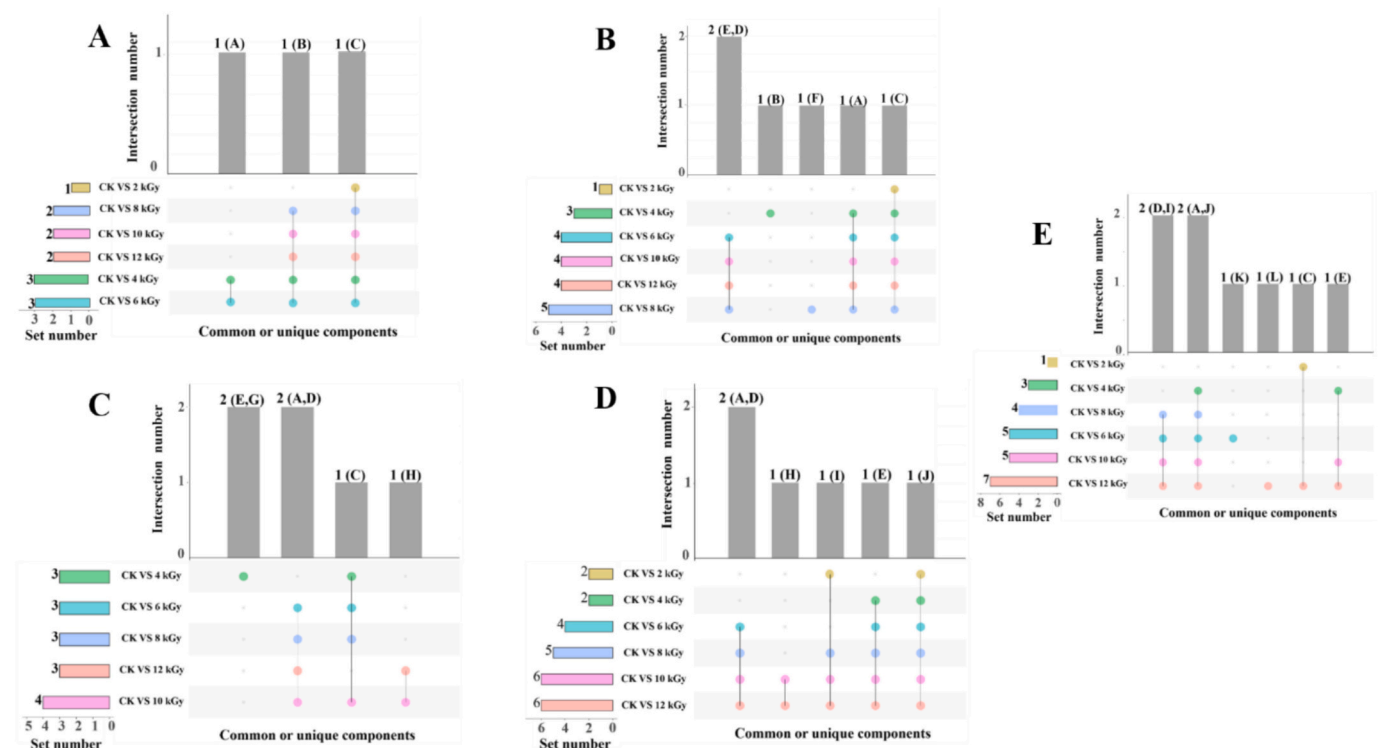 A
Intersection number
1
0
1 (A)
1 (B)
1 (C)
1 CK VS 2 kGy
2 CK VS 8 kGy
2 CK VS 10 kGy
2 CK VS 12 kGy
3 CK VS 4 kGy
3 CK VS 6 kGy
3 2 1 0
Set number
Common or unique components
B
Intersection number
2
1
0
2 (E,D)
1 (B)
1 (F)
1 (A)
1 (C)
1 CK VS 2 kGy
3 CK VS 4 kGy
4 CK VS 6 kGy
4 CK VS 10 kGy
4 CK VS 12 kGy
5 CK VS 8 kGy
6 4 2 0
Set number
Common or unique components
E
Intersection number
2
1
0
2 (D,I)
2 (A,J)
1 (K)
1 (L)
1 (C)
1 (E)
1 CK VS 2 kGy
3 CK VS 4 kGy
4 CK VS 8 kGy
5 CK VS 6 kGy
5 CK VS 10 kGy
7 CK VS 12 kGy
8 6 4 2 0
Set number
Common or unique components
C
Intersection number
2
1
0
2 (E,G)
2 (A,D)
1 (C)
1 (H)
3 CK VS 4 kGy
3 CK VS 6 kGy
3 CK VS 8 kGy
3 CK VS 12 kGy
4 CK VS 10 kGy
5 4 3 2 1 0
Set number
Common or unique components
D
Intersection number
2
1
0
2 (A,D)
1 (H)
1 (I)
1 (E)
1 (J)
2 CK VS 2 kGy
2 CK VS 4 kGy
4 CK VS 6 kGy
5 CK VS 8 kGy
6 CK VS 10 kGy
6 CK VS 12 kGy
6 4 2 0
Set number
Common or unique components